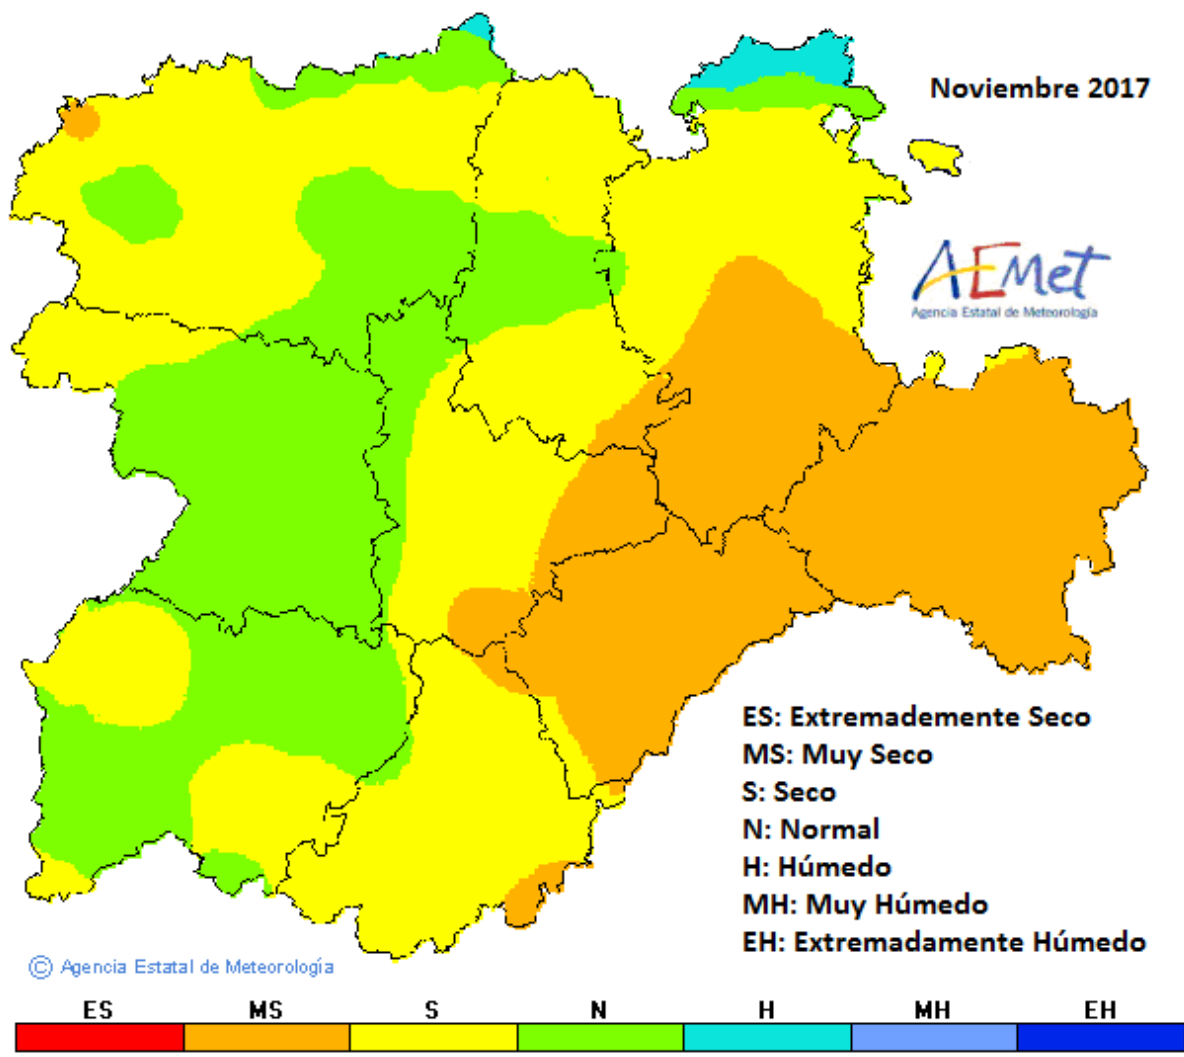 Noviembre 2017
AEMet
Agencia Estatal de Meteorología
ES: Extremademente Seco
MS: Muy Seco
S: Seco
N: Normal
H: Húmedo
MH: Muy Húmedo
EH: Extremadamente Húmedo
© Agencia Estatal de Meteorología
ES MS S N H MH EH